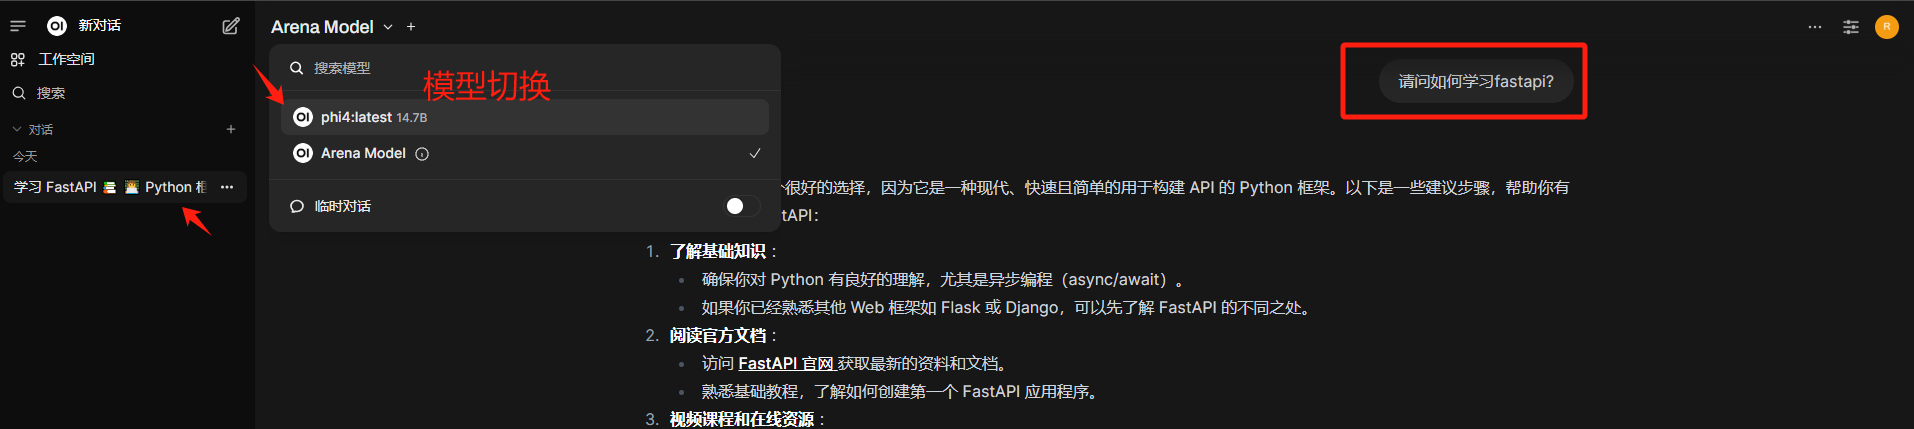 OI 新对话
工作空间
搜索
对话
今天
学习 FastAPI Python
Arena Model
搜索模型
模型切换
OI phi4:latest 14.7B
OI Arena Model
临时对话
R
请问如何学习fastapi?
很好的选择，因为它是一种现代、快速且简单的用于构建 API 的 Python 框架。以下是一些建议步骤，帮助你有
tAPI：
1. 了解基础知识：
确保你对 Python 有良好的理解，尤其是异步编程（async/await）。
如果你已经熟悉其他 Web 框架如 Flask 或 Django，可以先了解 FastAPI 的不同之处。
2. 阅读官方文档：
访问 FastAPI 官网 获取最新的资料和文档。
熟悉基础教程，了解如何创建第一个 FastAPI 应用程序。
3. 视频课程和在线资源：